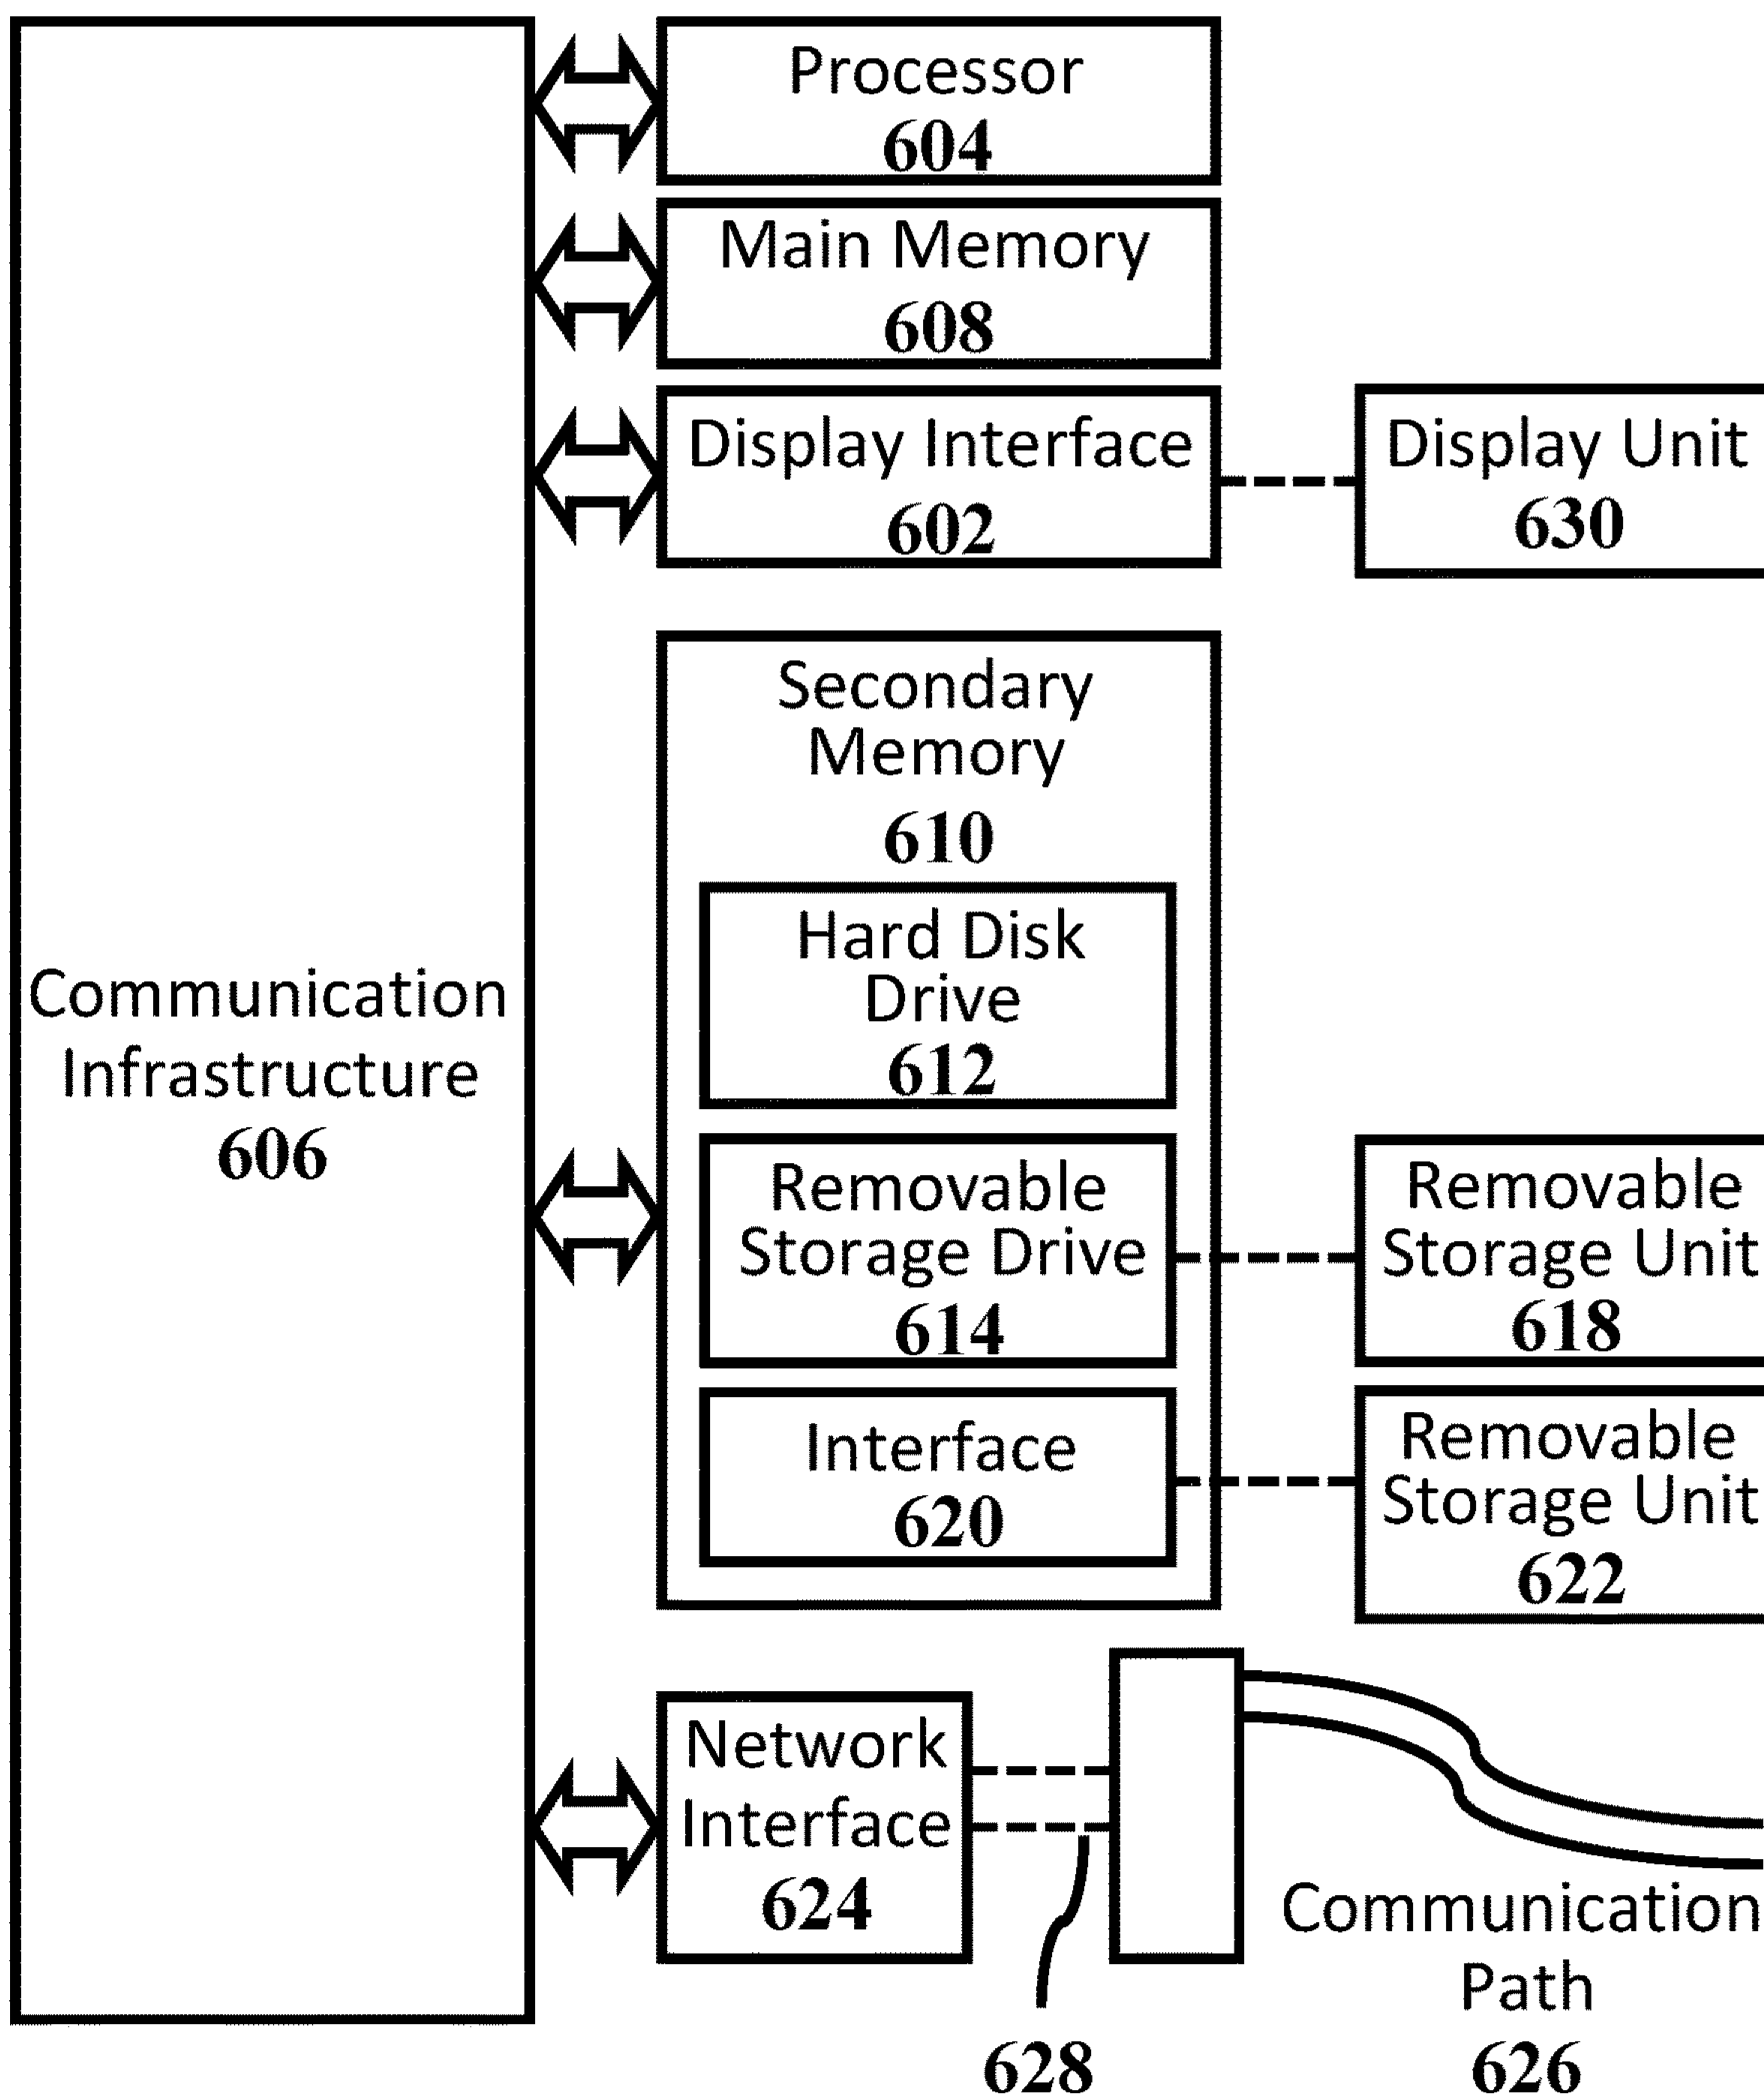 Processor
604
Main Memory
608
Display Interface
602
Display Unit
630
Secondary
Memory
610
Hard Disk
Drive
612
Communication
Infrastructure
606
Removable
Storage Drive
614
Removable
Storage Unit
618
Interface
620
Removable
Storage Unit
622
Network
Interface
624
628
Communication
Path
626